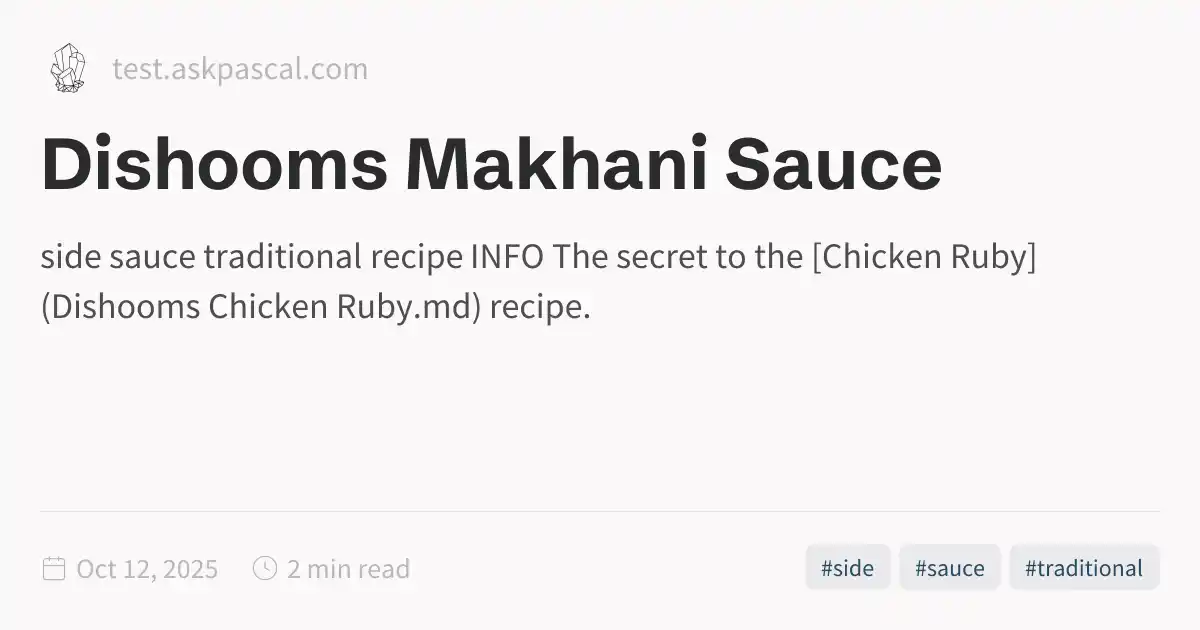 test.askpascal.com
Dishooms Makhani Sauce
side sauce traditional recipe INFO The secret to the [Chicken Ruby]
(Dishooms Chicken Ruby.md) recipe.
Oct 12, 2025 2 min read #side #sauce #traditional